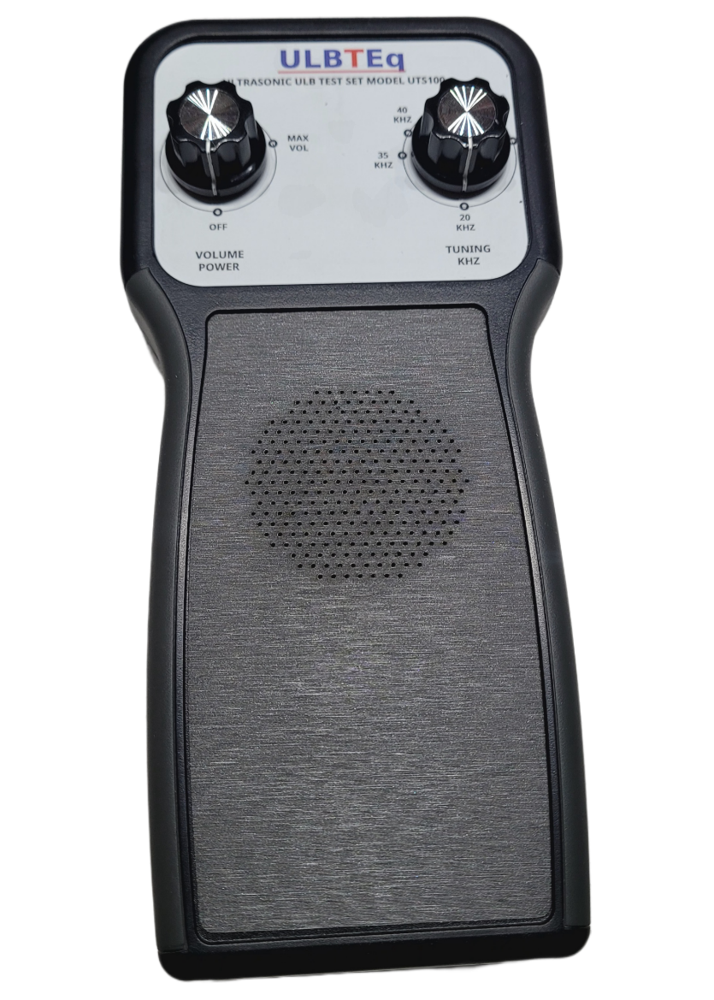 ULBTEq
ULTRASONIC ULB TEST SET MODEL UTS100
MAX
VOL
OFF
VOLUME
POWER
40
KHZ
35
KHZ
20
KHZ
TUNING
KHZ